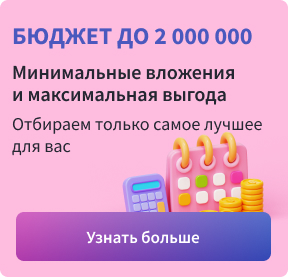 БЮДЖЕТ ДО 2 000 000
Минимальные вложения
и максимальная выгода
Отбираем только самое лучшее
для вас
Узнать больше